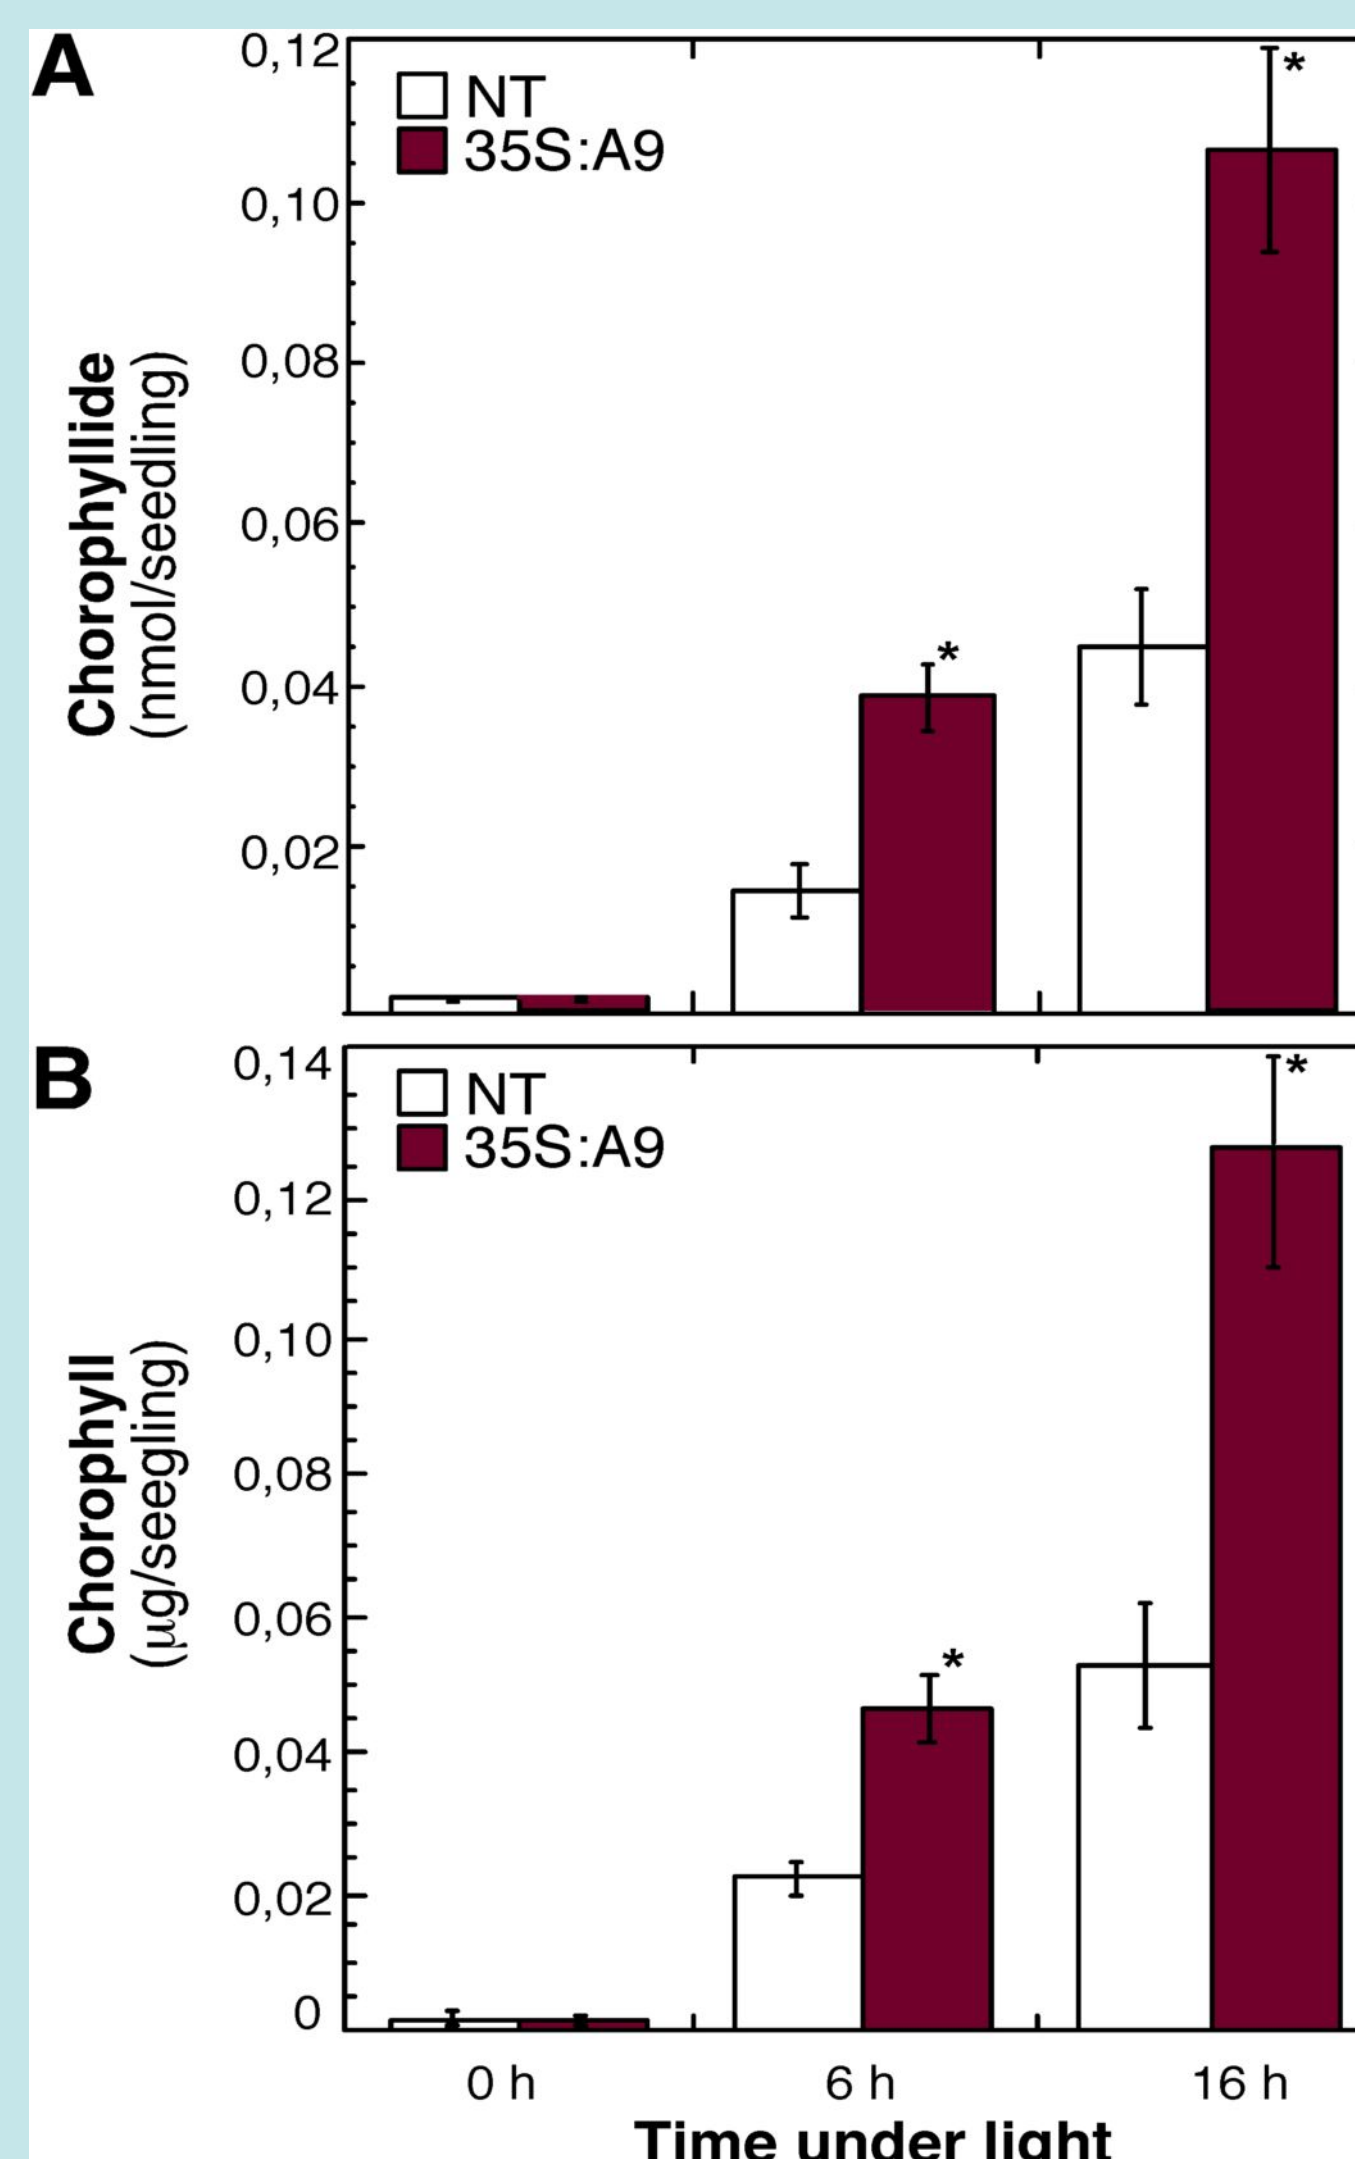 A
0,12
NT
35S:A9
0,10
0,08
0,06
0,04
0,02
Chorophyllide
(nmol/seedling)
*
*
B
0,14
NT
35S:A9
0,12
0,10
0,08
0,06
0,04
0,02
0
Chorophyll
(μg/seegling)
*
*
0 h 6 h 16 h
Time under light